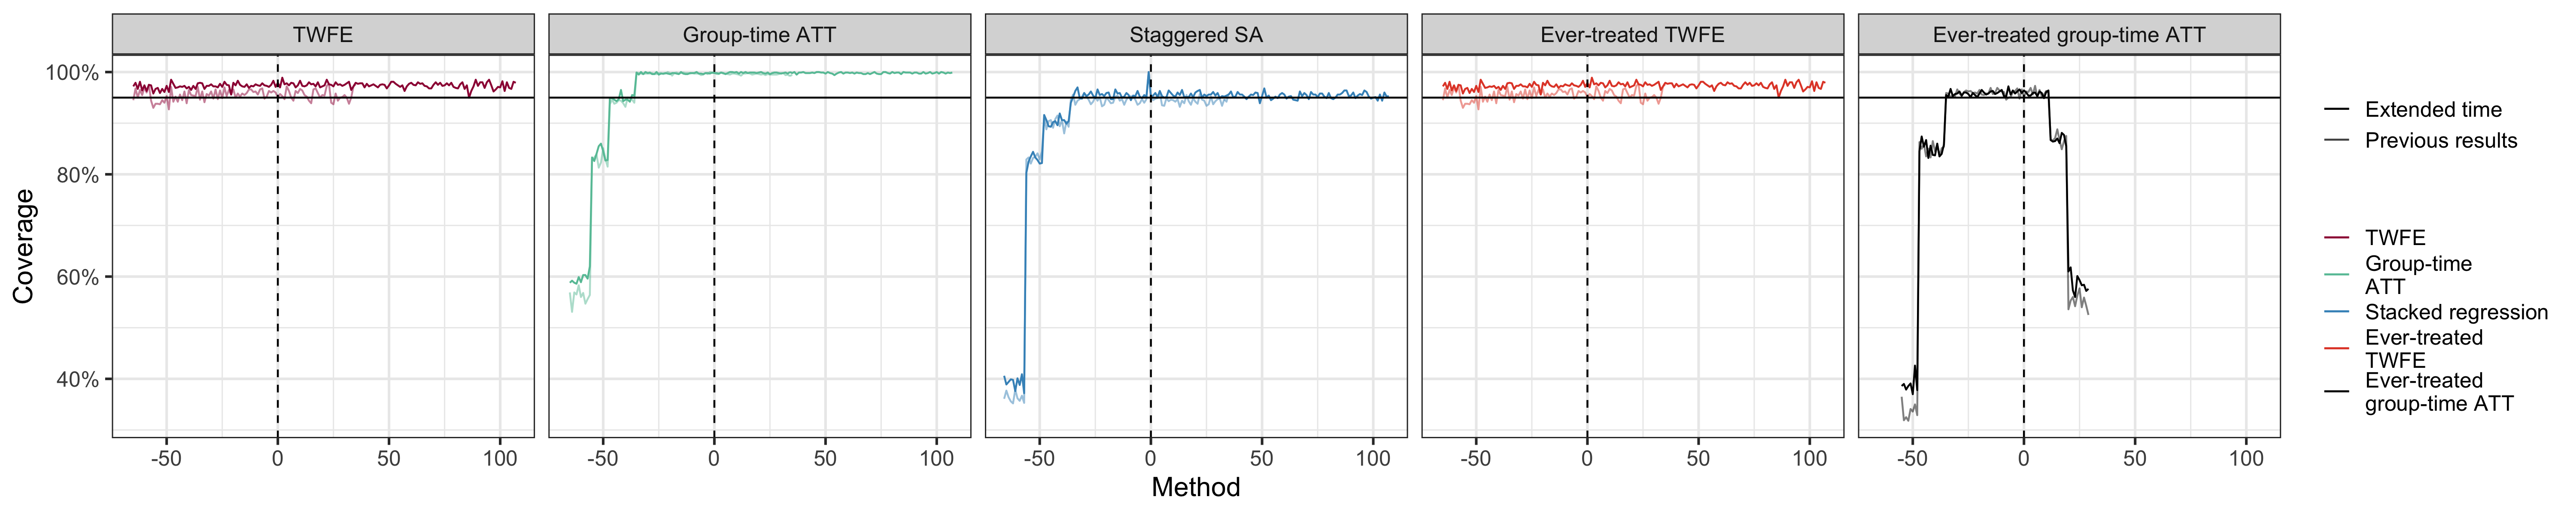 TWFE
Group-time ATT
Staggered SA
Ever-treated TWFE
Ever-treated group-time ATT
100%
80%
60%
40%
Coverage
-50 0 50 100
-50 0 50 100
-50 0 50 100
-50 0 50 100
-50 0 50 100
Method
Extended time
Previous results
TWFE
Group-time
ATT
Stacked regression
Ever-treated
TWFE
Ever-treated
group-time ATT